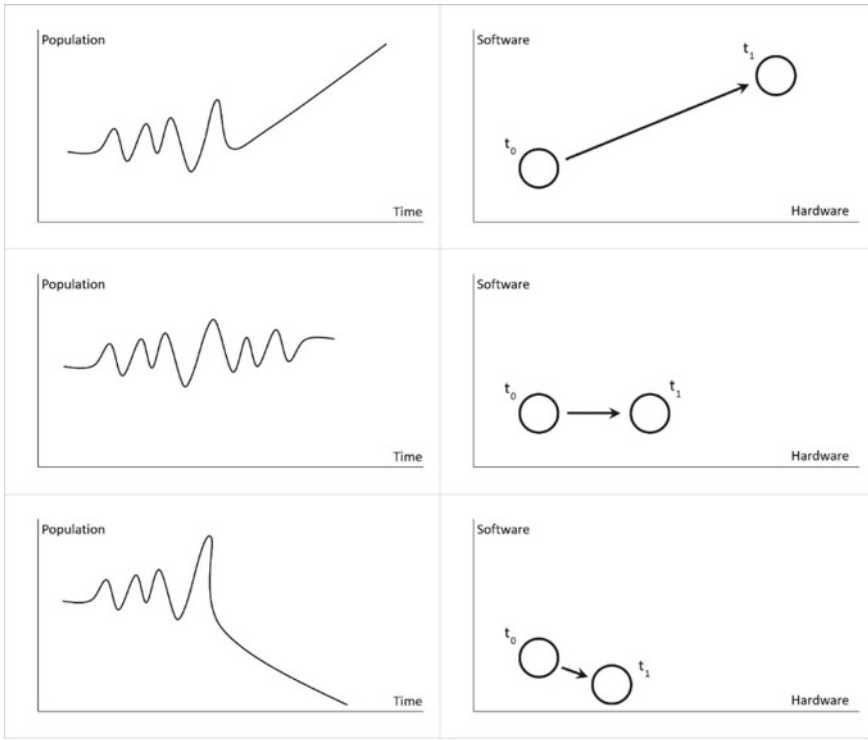 Population
Time
Software
t₁
t₀
Hardware
Population
Time
Software
t₀
t₁
Hardware
Population
Time
Software
t₀
t₁
Hardware